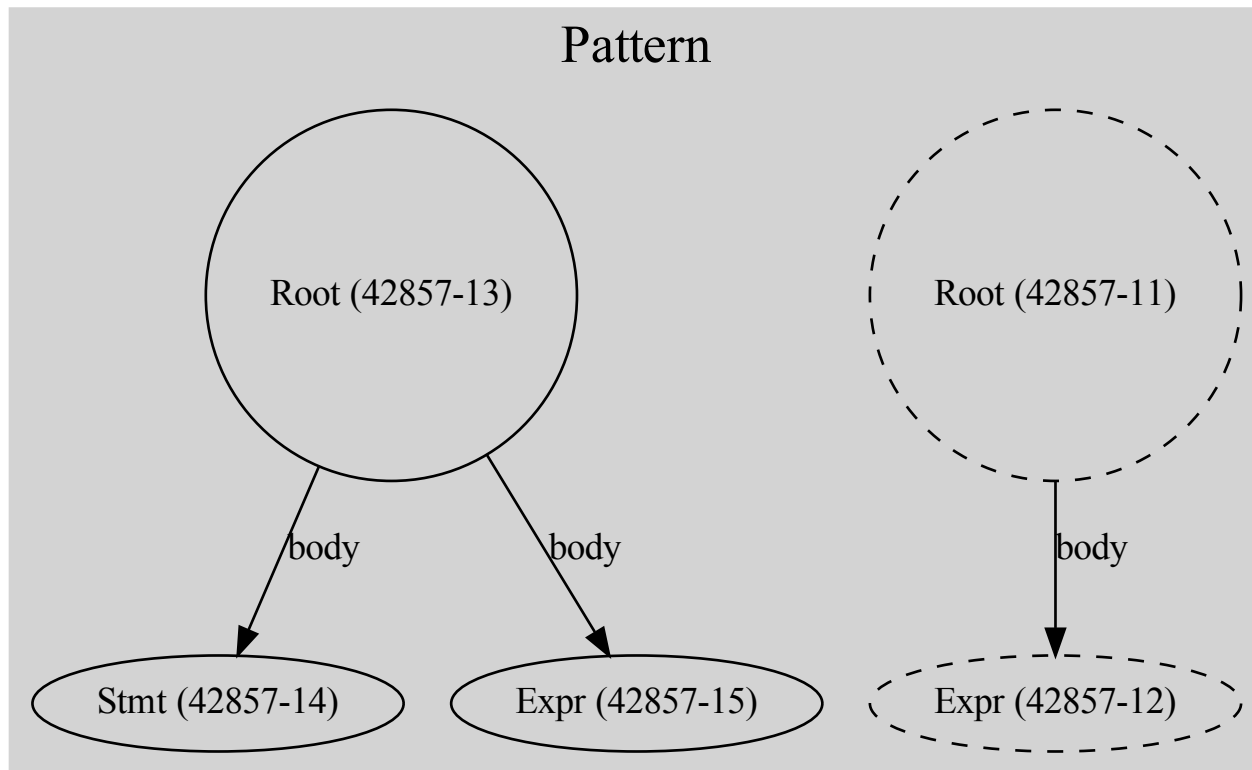 Pattern
Root (42857-13)
Root (42857-11)
body
body
body
Stmt (42857-14)
Expr (42857-15)
Expr (42857-12)